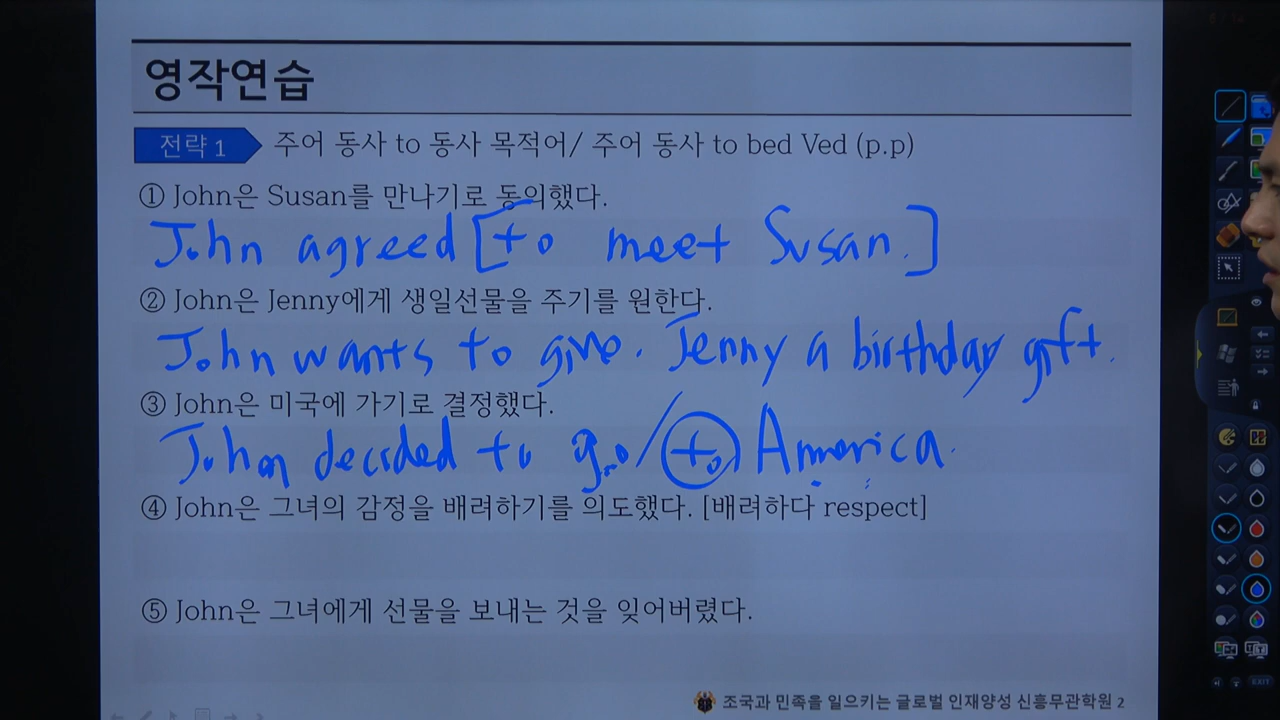 영작연습
전략 1 주어 동사 to 동사 목적어/ 주어 동사 to bed Ved (p.p)
① John은 Susan를 만나기로 동의했다.
John agreed [to meet Susan.]
② John은 Jenny에게 생일선물을 주기를 원한다.
John wants to give. Jenny a birthday gift.
③ John은 미국에 가기로 결정했다.
John decided to go / to America.
④ John은 그녀의 감정을 배려하기를 의도했다. [배려하다 respect]
⑤ John은 그녀에게 선물을 보내는 것을 잊어버렸다.
조국과 민족을 일으키는 글로벌 인재양성 신흥무관학원 2
EXIT